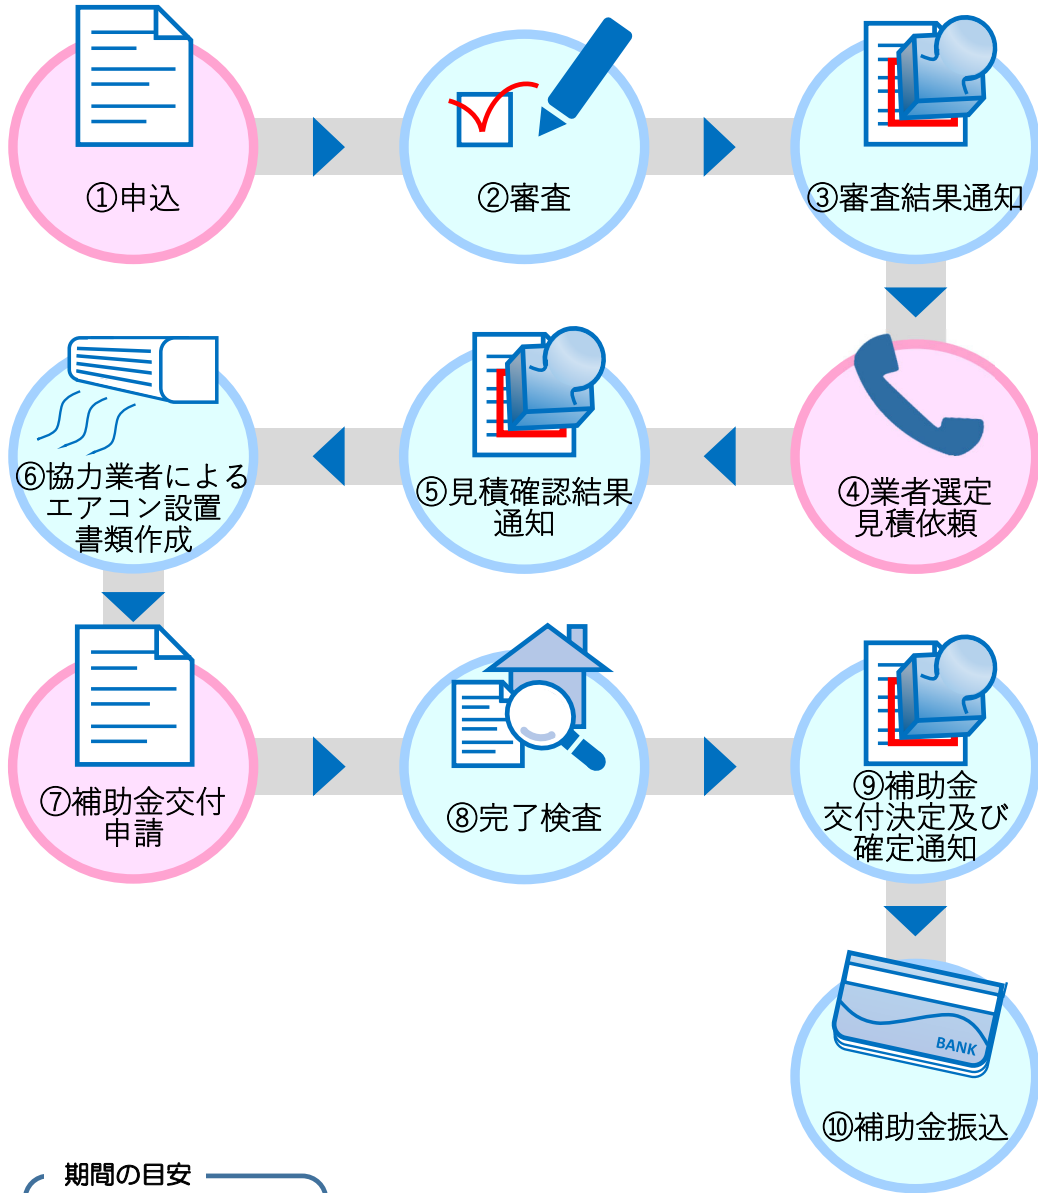 ①申込
②審査
③審査結果通知
④業者選定
見積依頼
⑤見積確認結果
通知
⑥協力業者による
エアコン設置
書類作成
⑦補助金交付
申請
⑧完了検査
⑨補助金
交付決定及び
確定通知
BANK
⑩補助金振込
期間の目安